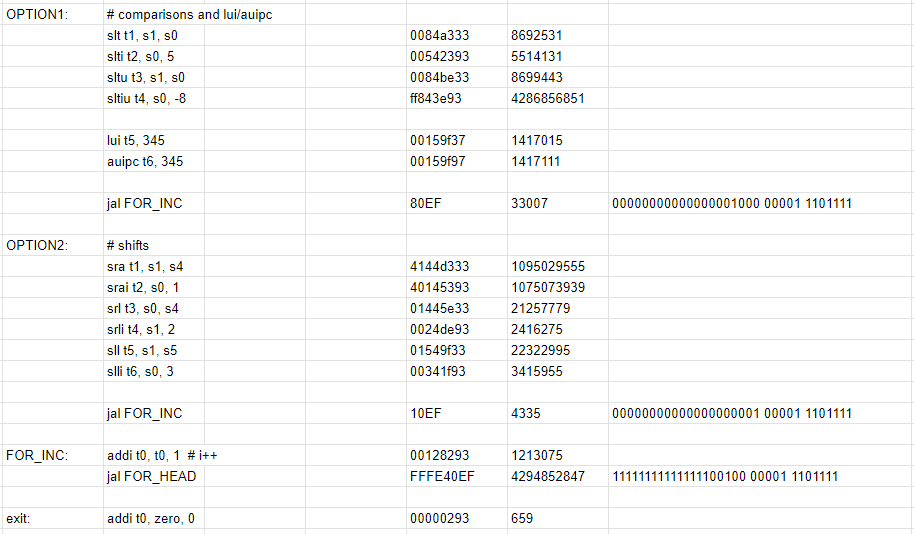 OPTION1: # comparisons and lui/auipc
slt t1, s1, s0 0084a333 8692531
slti t2, s0, 5 00542393 5514131
sltu t3, s1, s0 0084be33 8699443
sltiu t4, s0, -8 ff843e93 4286856851
lui t5, 345 00159f37 1417015
auipc t6, 345 00159f97 1417111
jal FOR_INC 80EF 33007 00000000000000001000 00001 1101111
OPTION2: # shifts
sra t1, s1, s4 4144d333 1095029555
srai t2, s0, 1 40145393 1075073939
srl t3, s0, s4 01445e33 21257779
srli t4, s1, 2 0024de93 2416275
sll t5, s1, s5 01549f33 22322995
slli t6, s0, 3 00341f93 3415955
jal FOR_INC 10EF 4335 00000000000000000001 00001 1101111
FOR_INC: addi t0, t0, 1 # i++ 00128293 1213075
jal FOR_HEAD FFFE40EF 4294852847 11111111111111100100 00001 1101111
exit: addi t0, zero, 0 00000293 659